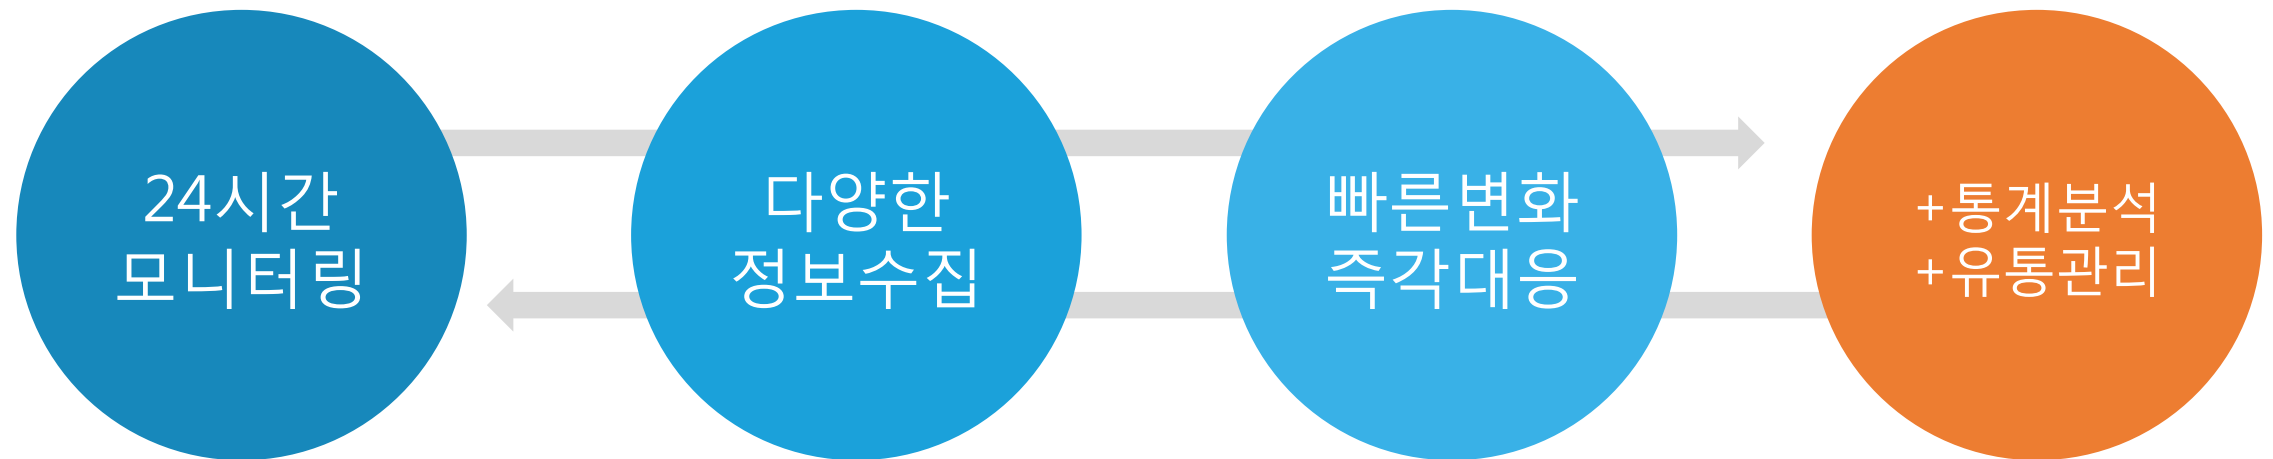 24시간
모니터링
다양한
정보수집
빠른변화
즉각대응
+통계분석
+유통관리